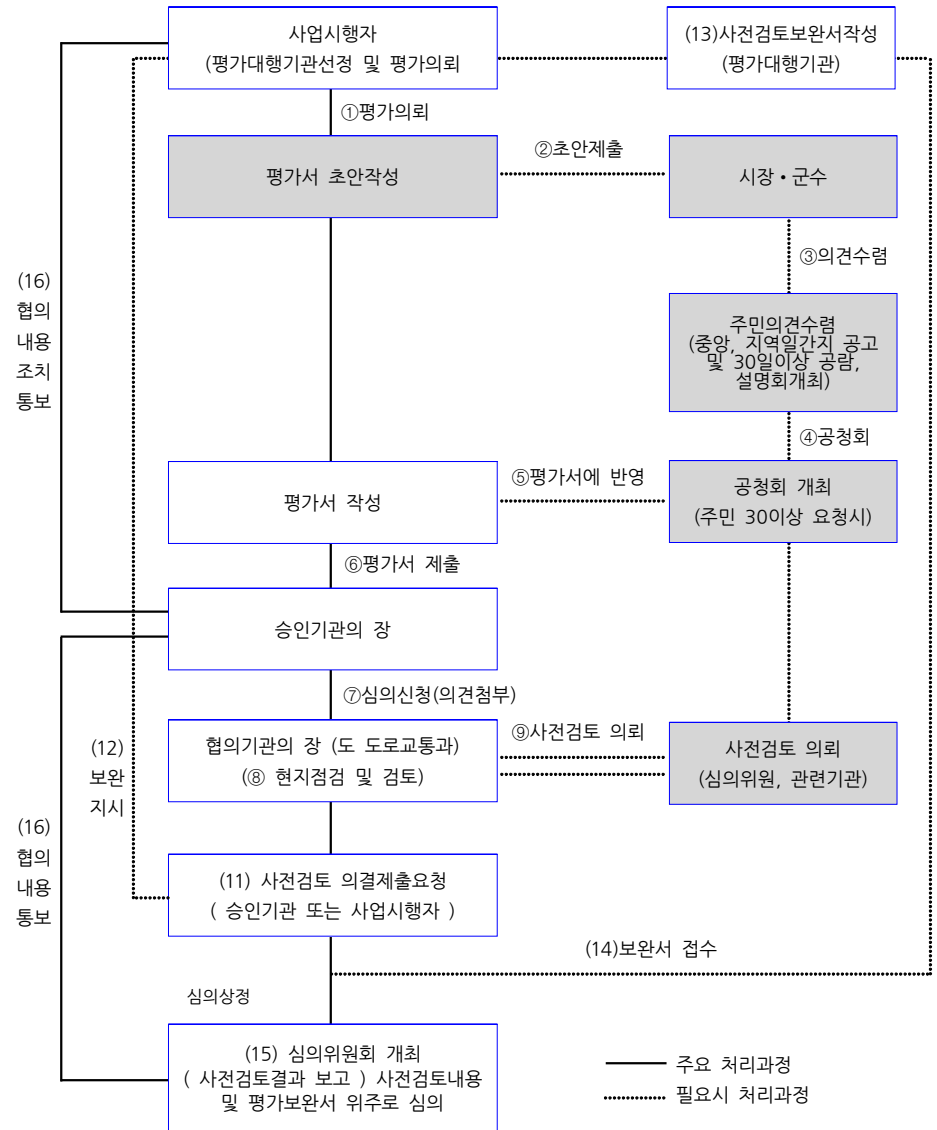 사업시행자
(평가대행기관선정 및 평가의뢰
(13)사전검토보완서작성
(평가대행기관)
①평가의뢰
평가서 초안작성
②초안제출
시장·군수
③의견수렴
(16)
협의
내용
조치
통보
주민의견수렴
(중앙, 지역일간지 공고
및 30일이상 공람,
설명회개최)
④공청회
평가서 작성
⑤평가서에 반영
공청회 개최
(주민 30이상 요청시)
⑥평가서 제출
승인기관의 장
⑦심의신청(의견첨부)
협의기관의 장 (도 도로교통과)
(⑧ 현지점검 및 검토)
⑨사전검토 의뢰
사전검토 의뢰
(심의위원, 관련기관)
(12)
보완
지시
(16)
협의
내용
통보
(11) 사전검토 의결제출요청
( 승인기관 또는 사업시행자 )
(14)보완서 접수
심의상정
(15) 심의위원회 개최
( 사전검토결과 보고 ) 사전검토내용
및 평가보완서 위주로 심의
주요 처리과정
필요시 처리과정